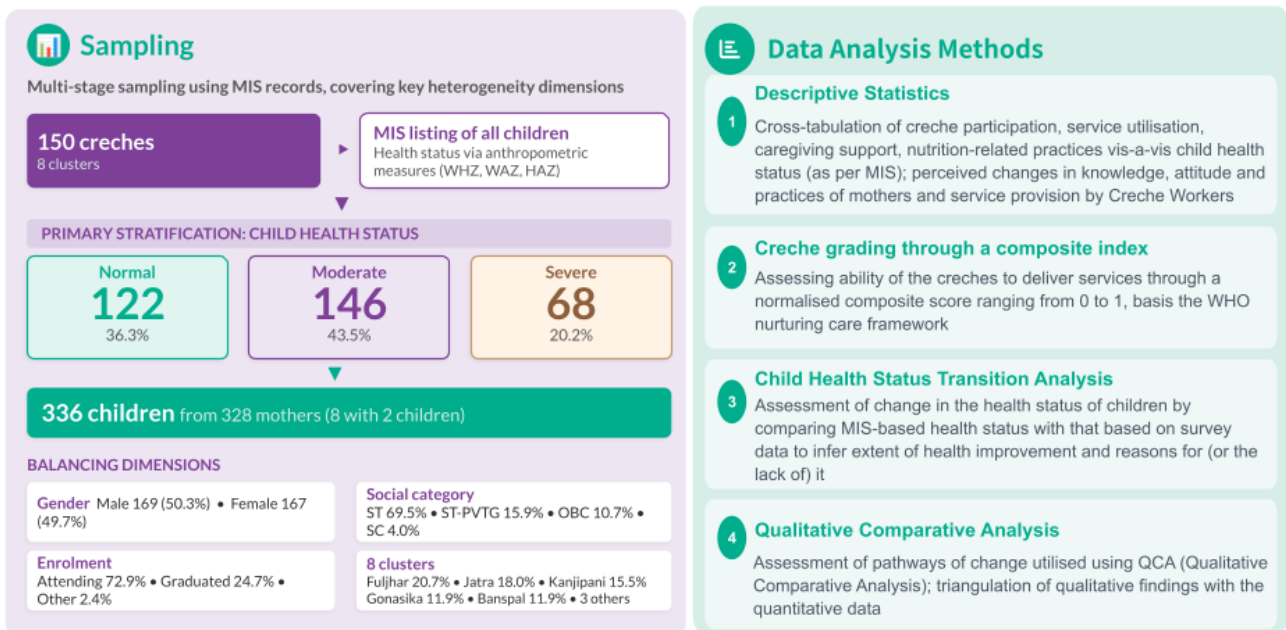 Sampling
Multi-stage sampling using MIS records, covering key heterogeneity dimensions
150 creches
8 clusters
MIS listing of all children
Health status via anthropometric
measures (WHZ, WAZ, HAZ)
PRIMARY STRATIFICATION: CHILD HEALTH STATUS
Normal
122
36.3%
Moderate
146
43.5%
Severe
68
20.2%
336 children from 328 mothers (8 with 2 children)
BALANCING DIMENSIONS
Gender Male 169 (50.3%) • Female 167
(49.7%)
Social category
ST 69.5% • ST-PVTG 15.9% • OBC 10.7% •
SC 4.0%
Enrolment
Attending 72.9% • Graduated 24.7% •
Other 2.4%
8 clusters
Fuljhar 20.7% • Jatra 18.0% • Kanjipani 15.5%
Gonasika 11.9% • Banspal 11.9% • 3 others
Data Analysis Methods
1
Descriptive Statistics
Cross-tabulation of creche participation, service utilisation,
caregiving support, nutrition-related practices vis-a-vis child health
status (as per MIS); perceived changes in knowledge, attitude and
practices of mothers and service provision by Creche Workers
2
Creche grading through a composite index
Assessing ability of the creches to deliver services through a
normalised composite score ranging from 0 to 1, basis the WHO
nurturing care framework
3
Child Health Status Transition Analysis
Assessment of change in the health status of children by
comparing MIS-based health status with that based on survey
data to infer extent of health improvement and reasons for (or the
lack of) it
4
Qualitative Comparative Analysis
Assessment of pathways of change utilised using QCA (Qualitative
Comparative Analysis); triangulation of qualitative findings with the
quantitative data